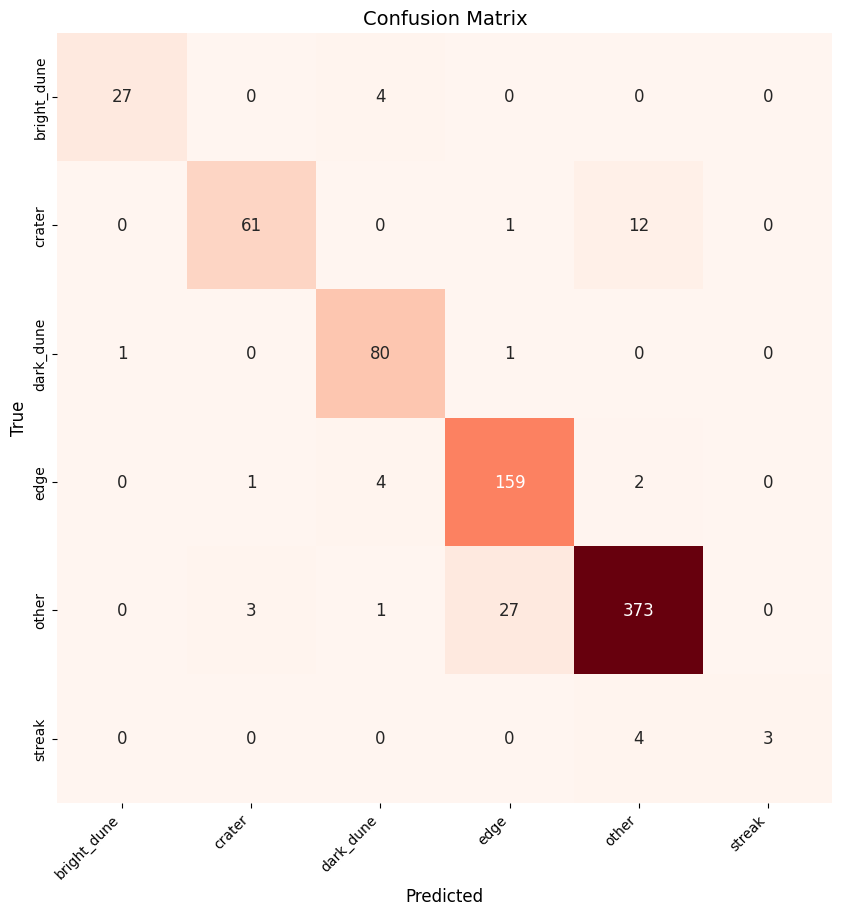 Confusion Matrix
True
bright_dune 27 0 4 0 0 0
crater 0 61 0 1 12 0
dark_dune 1 0 80 1 0 0
edge 0 1 4 159 2 0
other 0 3 1 27 373 0
streak 0 0 0 0 4 3
bright_dune crater dark_dune edge other streak
Predicted